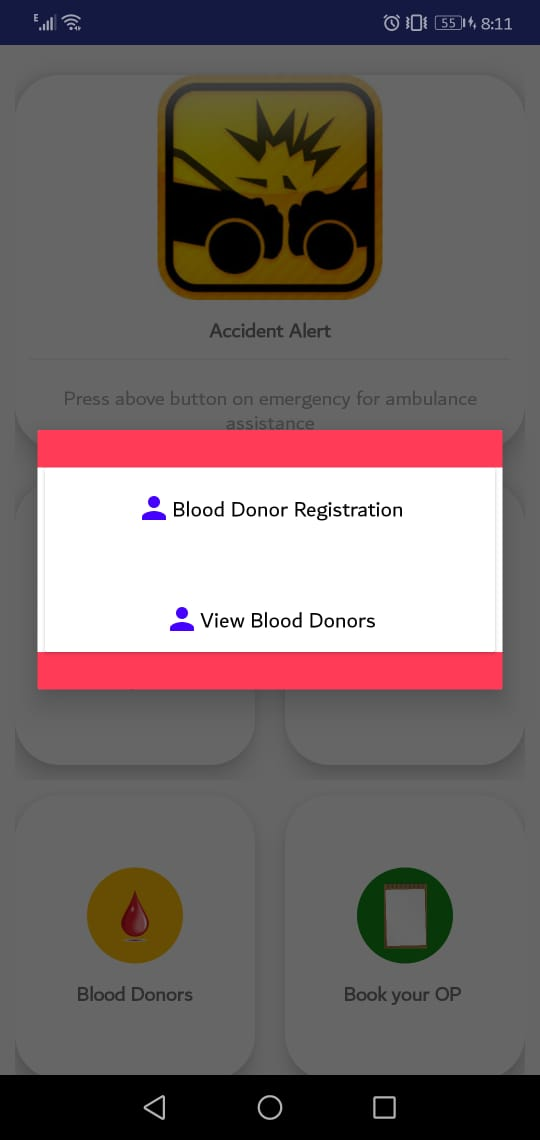 E
55
8:11
Accident Alert
Press above button on emergency for ambulance
assistance
Blood Donor Registration
View Blood Donors
Blood Donors
Book your OP